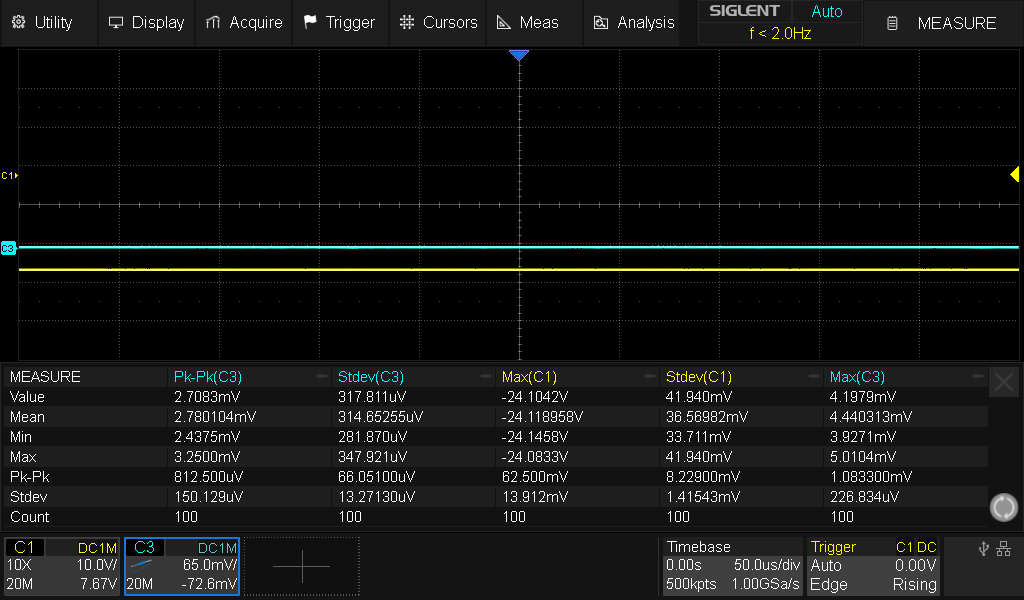 Utility Display Acquire Trigger Cursors Meas Analysis SIGLENT Auto MEASURE
f < 2.0Hz
C1
C3
MEASURE Pk-Pk(C3) Stdev(C3) Max(C1) Stdev(C1) Max(C3)
Value 2.7083mV 317.811uV -24.1042V 41.940mV 4.1979mV
Mean 2.780104mV 314.65255uV -24.118958V 36.56982mV 4.440313mV
Min 2.4375mV 281.870uV -24.1458V 33.711mV 3.9271mV
Max 3.2500mV 347.921uV -24.0833V 41.940mV 5.0104mV
Pk-Pk 812.500uV 66.05100uV 62.500mV 8.22900mV 1.083300mV
Stdev 150.129uV 13.27130uV 13.912mV 1.41543mV 226.834uV
Count 100 100 100 100 100
C1 DC1M C3 DC1M Timebase Trigger C1 DC
10X 10.0V/ 65.0mV/ 0.00s 50.0us/div Auto 0.00V
20M 7.67V 20M -72.6mV 500kpts 1.00GSa/s Edge Rising